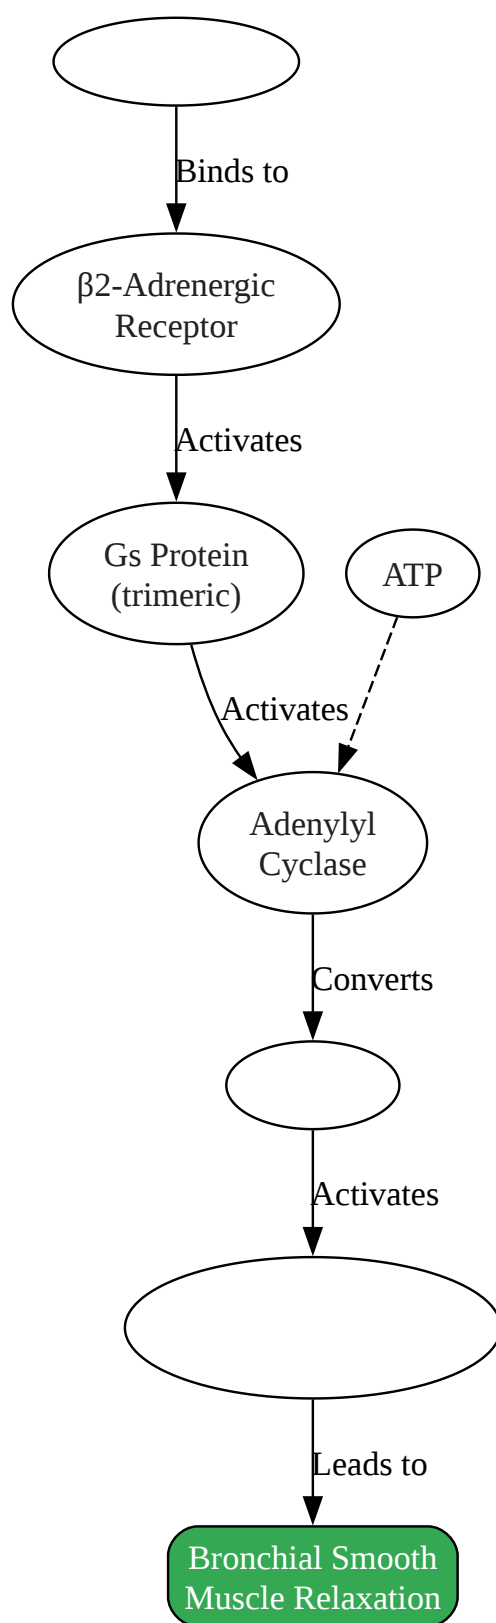 Binds to
β2-Adrenergic
Receptor
Activates
Gs Protein
(trimeric)
ATP
Activates
Adenylyl
Cyclase
Converts
Activates
Leads to
Bronchial Smooth
Muscle Relaxation